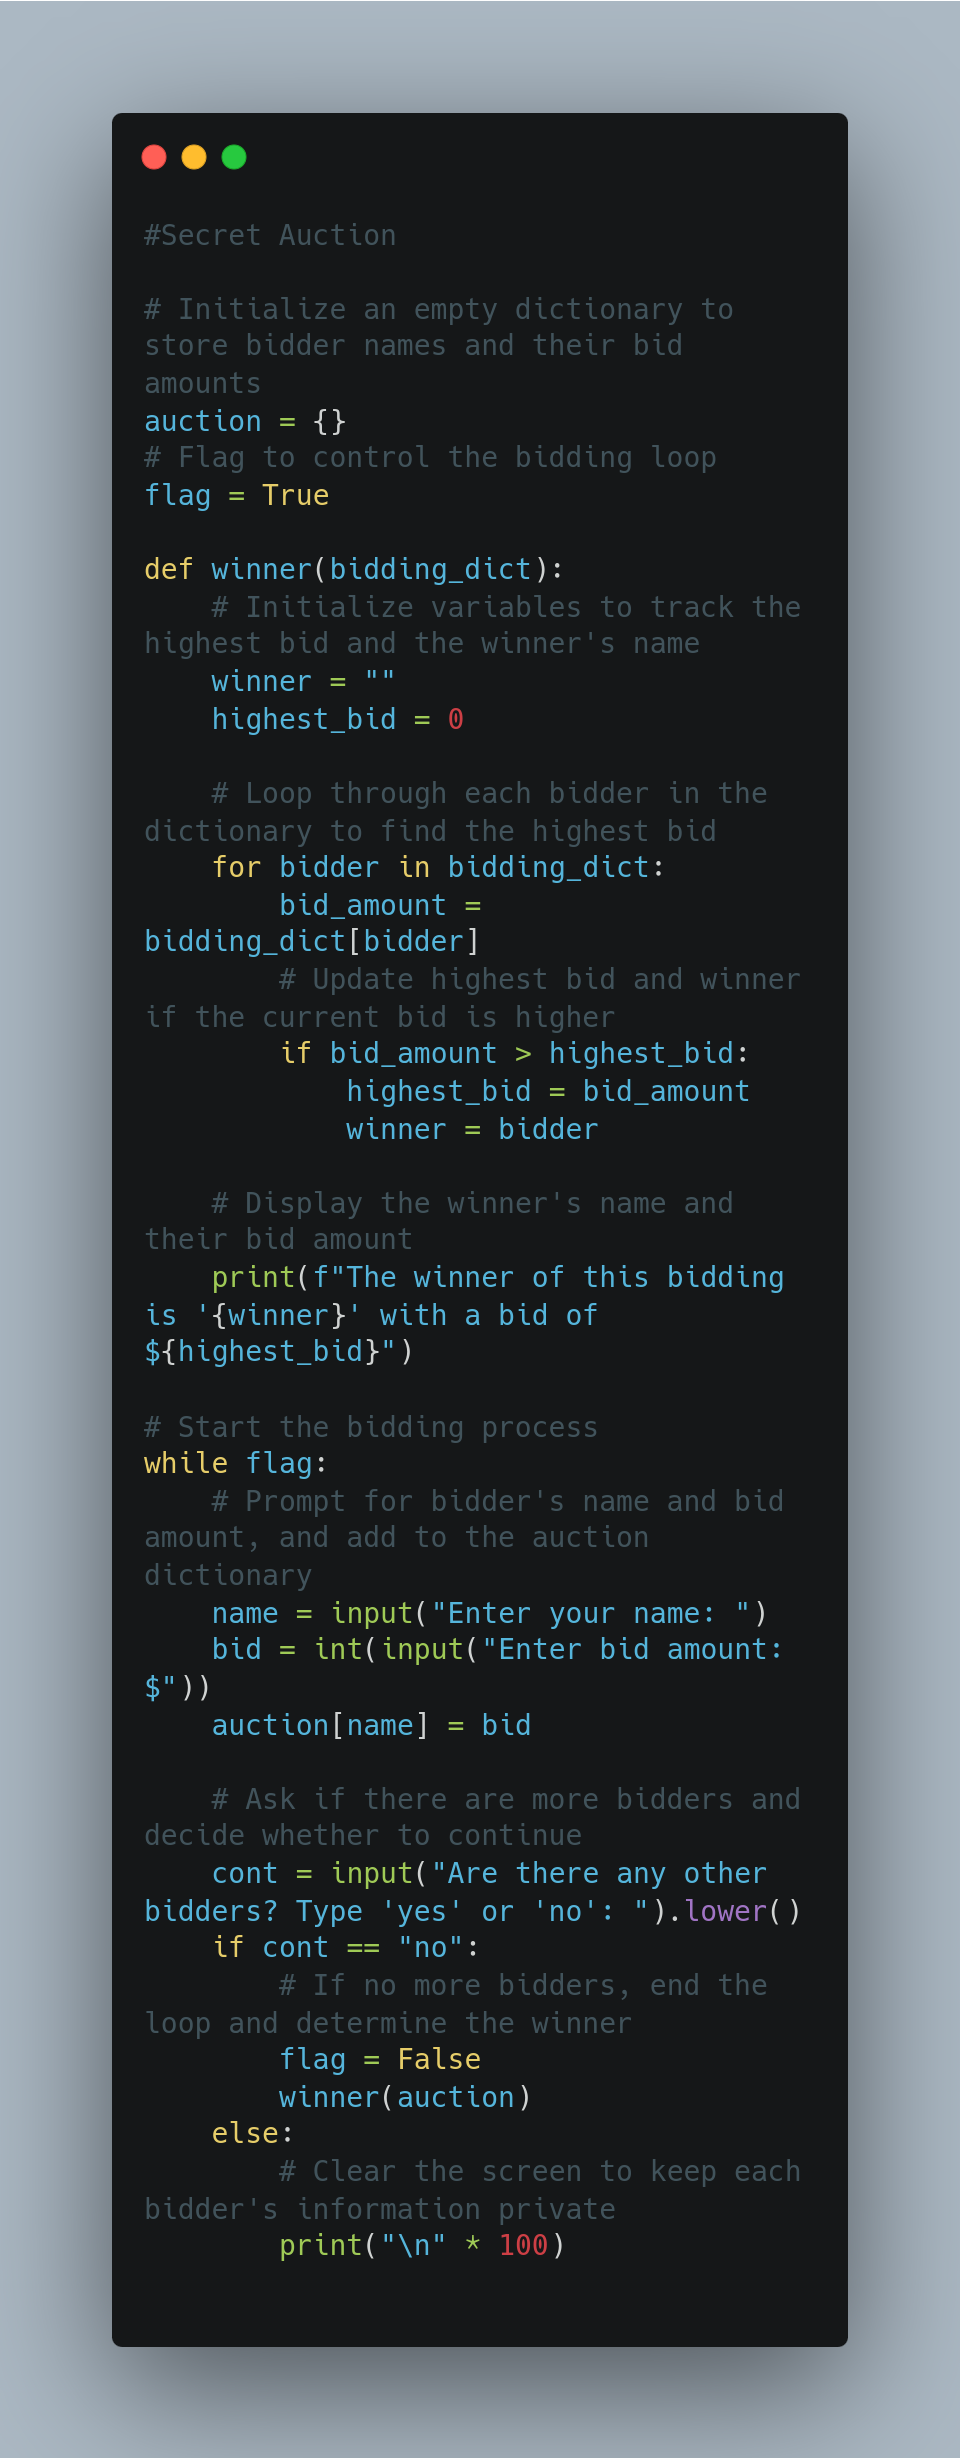 #Secret Auction

# Initialize an empty dictionary to
store bidder names and their bid
amounts
auction = {}
# Flag to control the bidding loop
flag = True

def winner(bidding_dict):
    # Initialize variables to track the
highest bid and the winner's name
    winner = ""
    highest_bid = 0

    # Loop through each bidder in the
dictionary to find the highest bid
    for bidder in bidding_dict:
        bid_amount =
bidding_dict[bidder]
        # Update highest bid and winner
if the current bid is higher
        if bid_amount > highest_bid:
            highest_bid = bid_amount
            winner = bidder

    # Display the winner's name and
their bid amount
    print(f"The winner of this bidding
is '{winner}' with a bid of
${highest_bid}")

# Start the bidding process
while flag:
    # Prompt for bidder's name and bid
amount, and add to the auction
dictionary
    name = input("Enter your name: ")
    bid = int(input("Enter bid amount:
$"))
    auction[name] = bid

    # Ask if there are more bidders and
decide whether to continue
    cont = input("Are there any other
bidders? Type 'yes' or 'no': ").lower()
    if cont == "no":
        # If no more bidders, end the
loop and determine the winner
        flag = False
        winner(auction)
    else:
        # Clear the screen to keep each
bidder's information private
        print("\n" * 100)